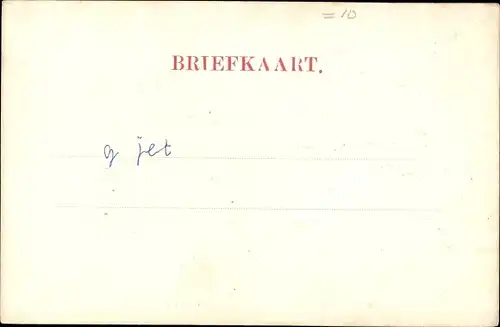 = 10
BRIEFKAART.
g jet